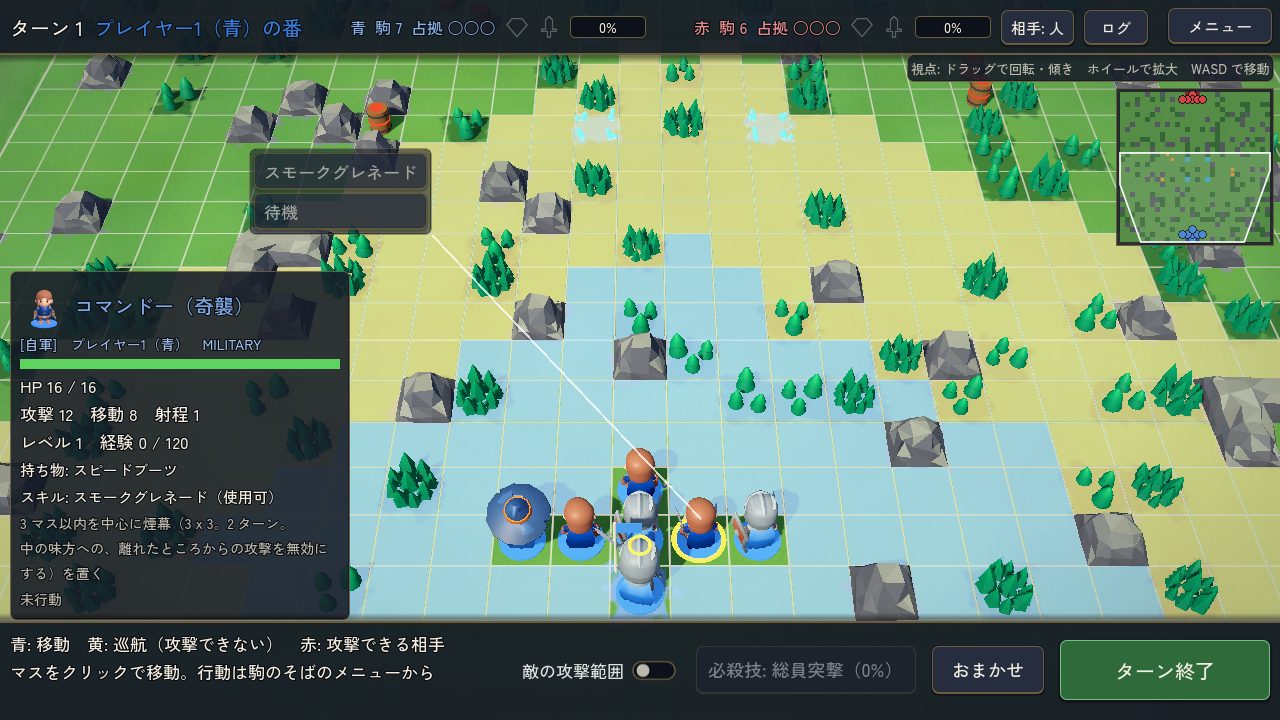 ターン 1 プレイヤー1（青）の番
青 駒 7 占拠 〇〇〇 0%
赤 駒 6 占拠 〇〇〇 0%
相手: 人
ログ
メニュー
視点: ドラッグで回転・傾き ホイールで拡大 WASD で移動
スモークグレネード
待機
コマンドー（奇襲）
[自軍] プレイヤー1（青） MILITARY
HP 16 / 16
攻撃 12 移動 8 射程 1
レベル 1 経験 0 / 120
持ち物: スピードブーツ
スキル: スモークグレネード（使用可）
3 マス以内を中心に煙幕（3 x 3。2 ターン。
中の味方への、離れたところからの攻撃を無効に
する）を置く
未行動
青: 移動 黄: 巡航（攻撃できない） 赤: 攻撃できる相手
マスをクリックで移動。行動は駒のそばのメニューから
敵の攻撃範囲
必殺技: 総員突撃（0%）
おまかせ
ターン終了